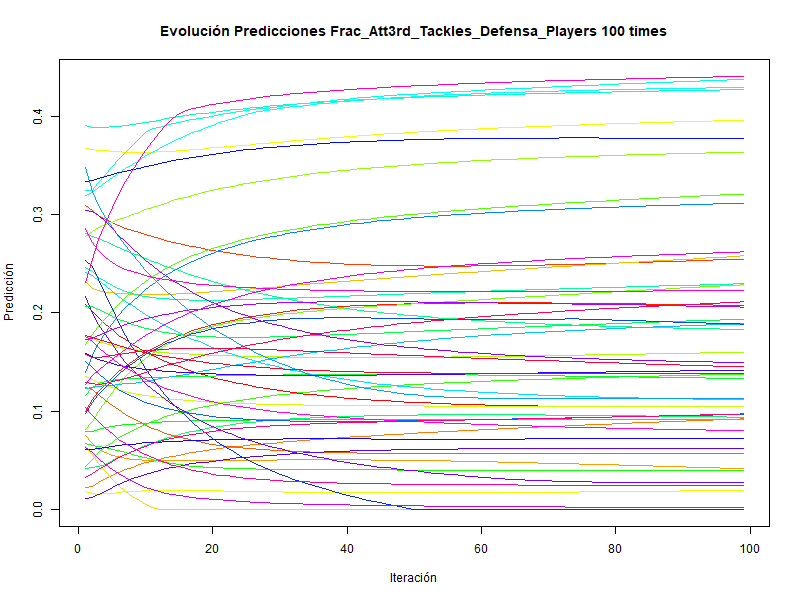 Evolución Predicciones Frac_Att3rd_Tackles_Defensa_Players 100 times
Predicción
0.4
0.3
0.2
0.1
0.0
0 20 40 60 80 100
Iteración